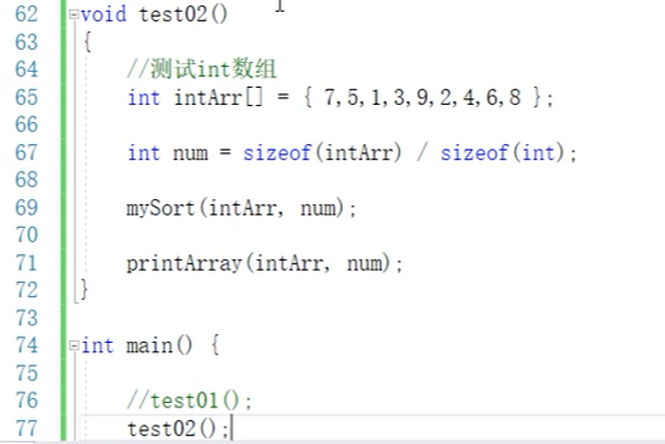 62 void test02()
63 {
64 //测试int数组
65 int intArr[] = { 7,5,1,3,9,2,4,6,8 };
66
67 int num = sizeof(intArr) / sizeof(int);
68
69 mySort(intArr, num);
70
71 printArray(intArr, num);
72 }
73
74 int main() {
75
76 //test01();
77 test02();